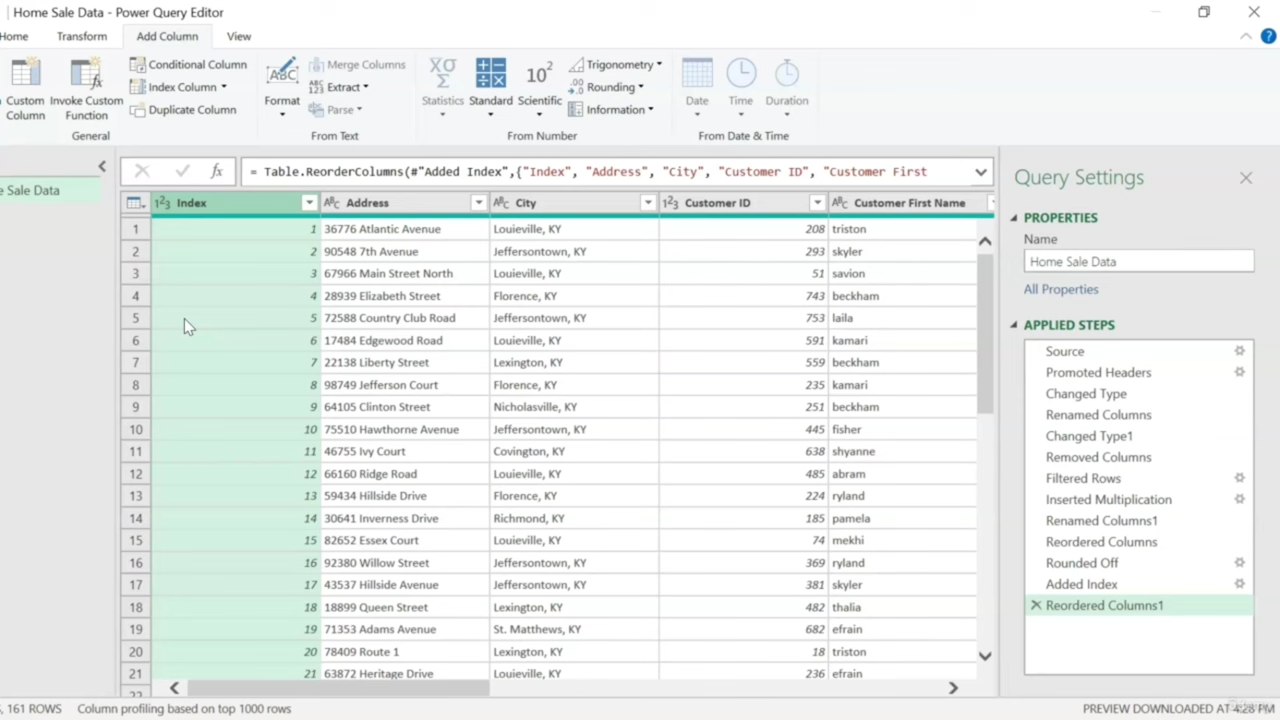 Home Sale Data - Power Query Editor
Home Transform Add Column View
Custom Column
Invoke Custom Function
Conditional Column
Index Column
Duplicate Column
General
ABC
Format
Merge Columns
ABC 123 Extract
Parse
From Text
XΣ Statistics
Standard
10² Scientific
Trigonometry
.00 Rounding
Information
From Number
Date
Time
Duration
From Date & Time
e Sale Data
fx = Table.ReorderColumns(#"Added Index",{"Index", "Address", "City", "Customer ID", "Customer First
1²3 Index ABC Address ABC City 1²3 Customer ID ABC Customer First Name
1 1 36776 Atlantic Avenue Louieville, KY 208 triston
2 2 90548 7th Avenue Jeffersontown, KY 293 skyler
3 3 67966 Main Street North Louieville, KY 51 savion
4 4 28939 Elizabeth Street Florence, KY 743 beckham
5 5 72588 Country Club Road Jeffersontown, KY 753 laila
6 6 17484 Edgewood Road Louieville, KY 591 kamari
7 7 22138 Liberty Street Lexington, KY 559 beckham
8 8 98749 Jefferson Court Florence, KY 235 kamari
9 9 64105 Clinton Street Nicholasville, KY 251 beckham
10 10 75510 Hawthorne Avenue Jeffersontown, KY 445 fisher
11 11 46755 Ivy Court Covington, KY 638 shyanne
12 12 66160 Ridge Road Louieville, KY 485 abram
13 13 59434 Hillside Drive Florence, KY 224 ryland
14 14 30641 Inverness Drive Richmond, KY 185 pamela
15 15 82652 Essex Court Louieville, KY 74 mekhi
16 16 92380 Willow Street Jeffersontown, KY 369 ryland
17 17 43537 Hillside Avenue Jeffersontown, KY 381 skyler
18 18 18899 Queen Street Lexington, KY 482 thalia
19 19 71353 Adams Avenue St. Matthews, KY 682 efrain
20 20 78409 Route 1 Lexington, KY 18 triston
21 21 63872 Heritage Drive Louieville, KY 236 efrain
22
Query Settings
PROPERTIES
Name
Home Sale Data
All Properties
APPLIED STEPS
Source
Promoted Headers
Changed Type
Renamed Columns
Changed Type1
Removed Columns
Filtered Rows
Inserted Multiplication
Renamed Columns1
Reordered Columns
Rounded Off
Added Index
Reordered Columns1
, 161 ROWS Column profiling based on top 1000 rows
PREVIEW DOWNLOADED AT 4:28 PM